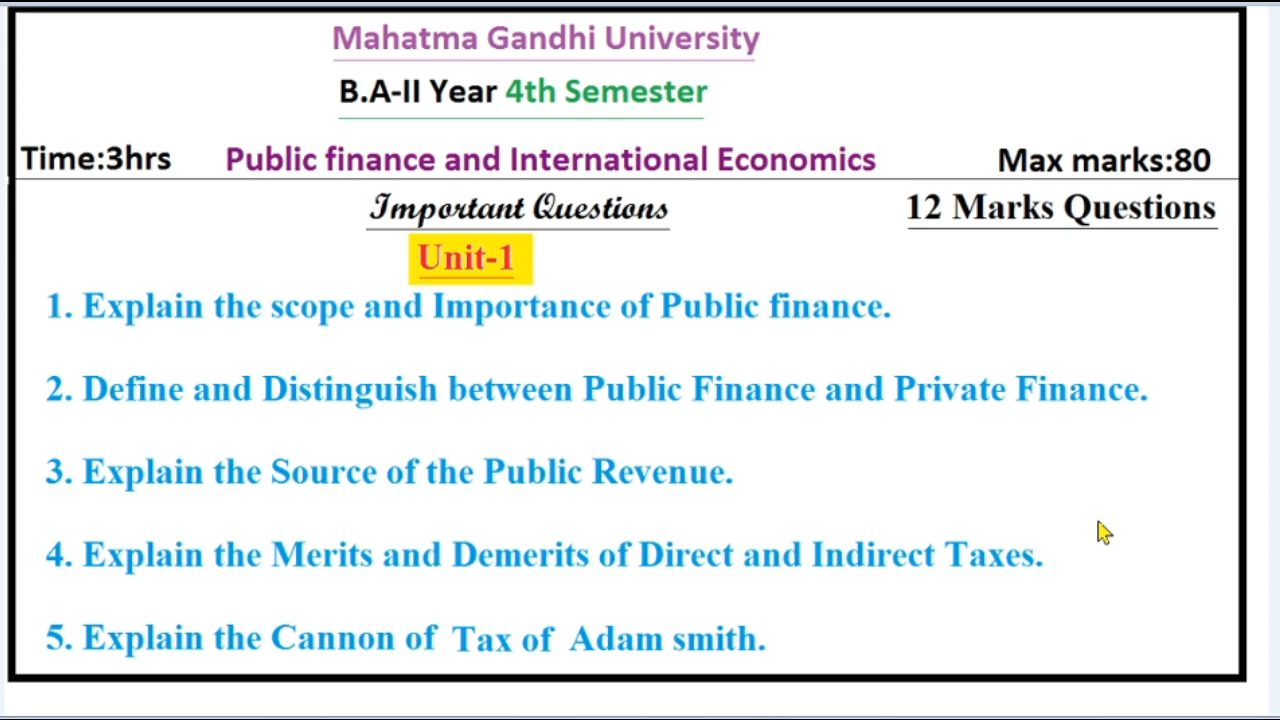 Mahatma Gandhi University
B.A-II Year 4th Semester
Time:3hrs Public finance and International Economics Max marks:80
Important Questions 12 Marks Questions
Unit-1
1. Explain the scope and Importance of Public finance.
2. Define and Distinguish between Public Finance and Private Finance.
3. Explain the Source of the Public Revenue.
4. Explain the Merits and Demerits of Direct and Indirect Taxes.
5. Explain the Cannon of Tax of Adam smith.